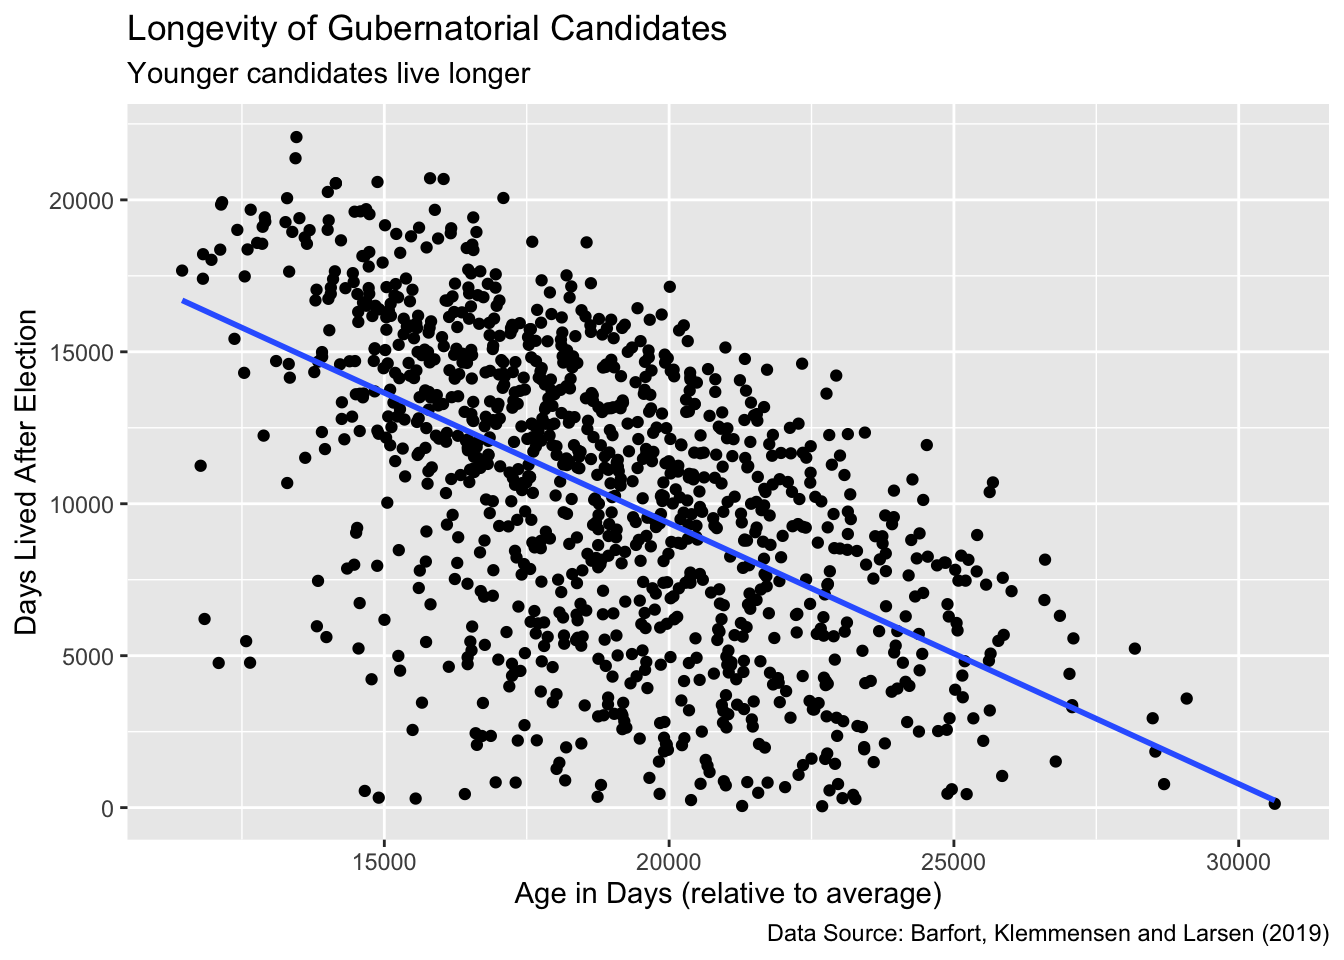 Longevity of Gubernatorial Candidates
Younger candidates live longer
20000
15000
10000
5000
0
Days Lived After Election
15000 20000 25000 30000
Age in Days (relative to average)
Data Source: Barfort, Klemmensen and Larsen (2019)